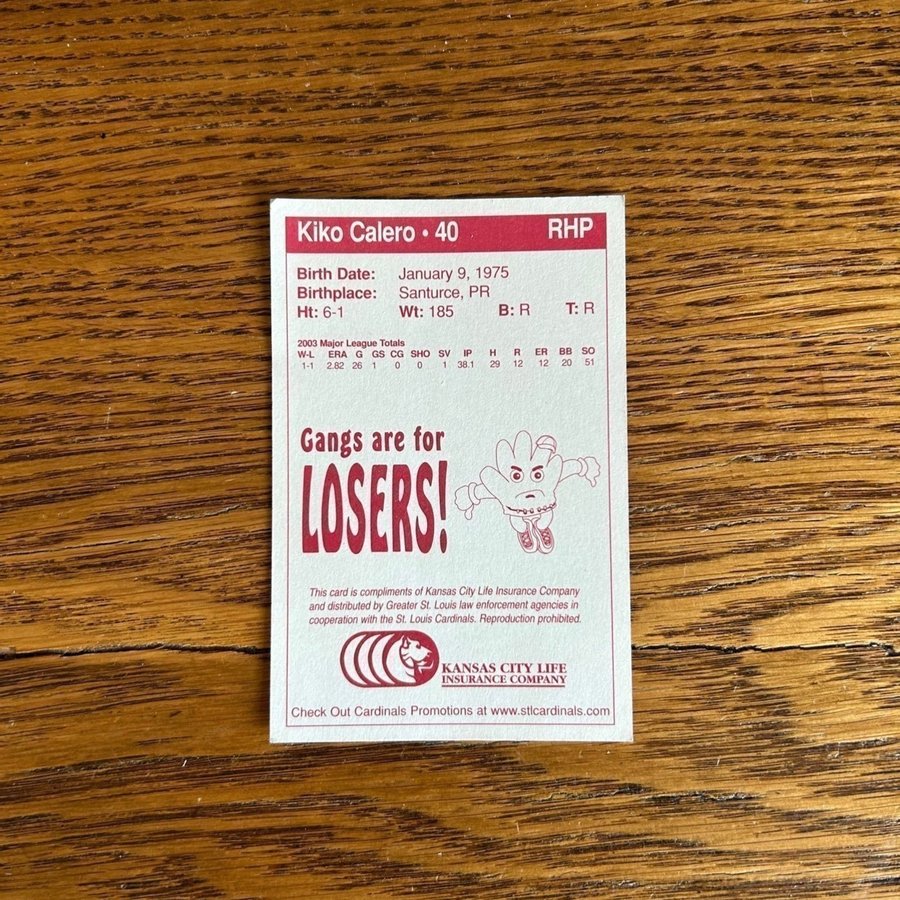 Kiko Calero • 40 RHP
Birth Date: January 9, 1975
Birthplace: Santurce, PR
Ht: 6-1 Wt: 185 B: R T: R
2003 Major League Totals
W-L ERA G GS CG SHO SV IP H R ER BB SO
1-1 2.82 26 1 0 0 1 38.1 29 12 12 20 51
Gangs are for
LOSERS!
This card is compliments of Kansas City Life Insurance Company
and distributed by Greater St. Louis law enforcement agencies in
cooperation with the St. Louis Cardinals. Reproduction prohibited.
KANSAS CITY LIFE
INSURANCE COMPANY
Check Out Cardinals Promotions at www.stlcardinals.com